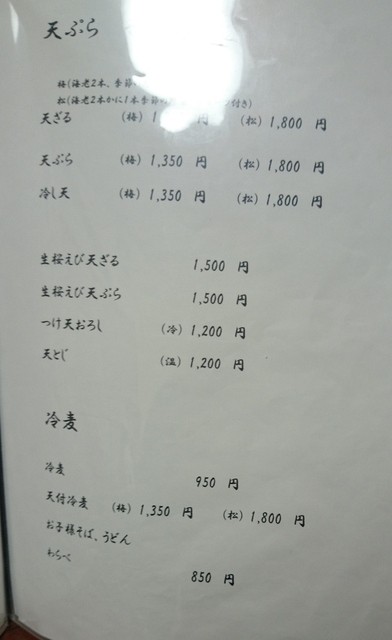 天ぷら
梅(海老2本、季節
松(海老2本かに1本季節の 付き)
天ざる (梅) 1, 円 (松) 1,800 円
天ぷら (梅) 1,350 円 (松) 1,800 円
冷し天 (梅) 1,350 円 (松) 1,800 円
生桜えび天ざる 1,500 円
生桜えび天ぷら 1,500 円
つけ天おろし (冷) 1,200 円
天とじ (温) 1,200 円
冷麦
冷麦 950 円
天付冷麦 (梅) 1,350 円 (松) 1,800 円
お子様そば、うどん
わらべ
850 円